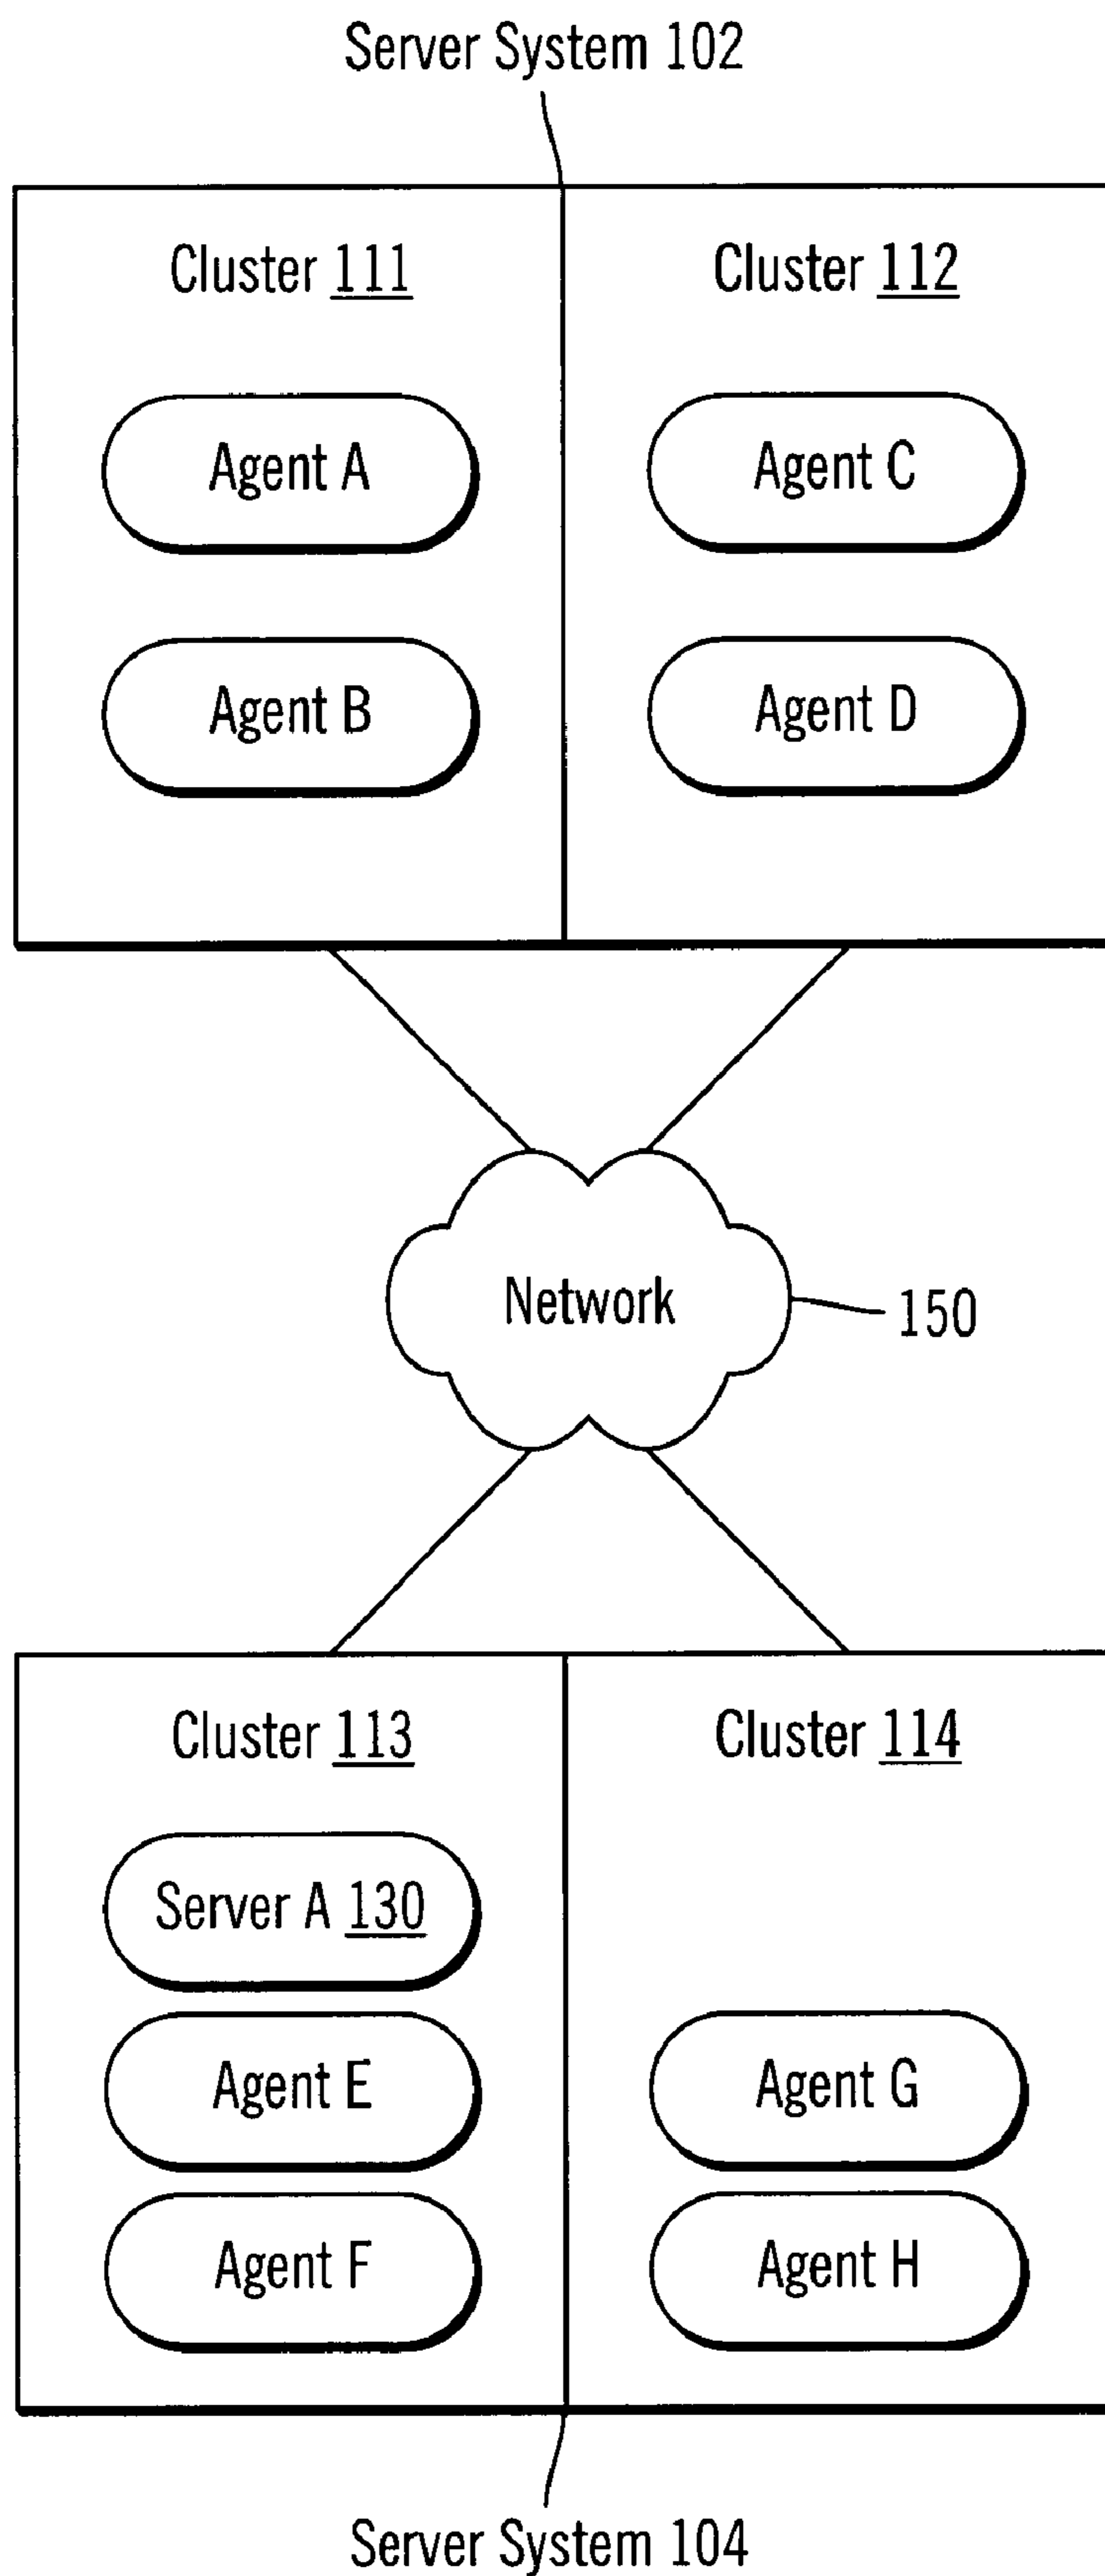 Server System 102
Cluster 111
Cluster 112
Agent A
Agent C
Agent B
Agent D
Network
150
Cluster 113
Cluster 114
Server A 130
Agent E
Agent G
Agent F
Agent H
Server System 104